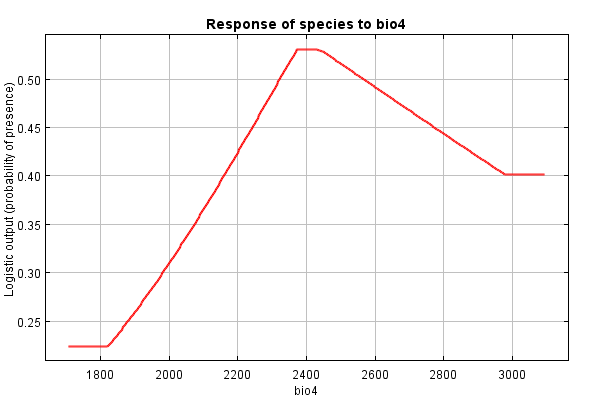 Response of species to bio4
Logistic output (probability of presence)
0.50
0.45
0.40
0.35
0.30
0.25
1800 2000 2200 2400 2600 2800 3000
bio4